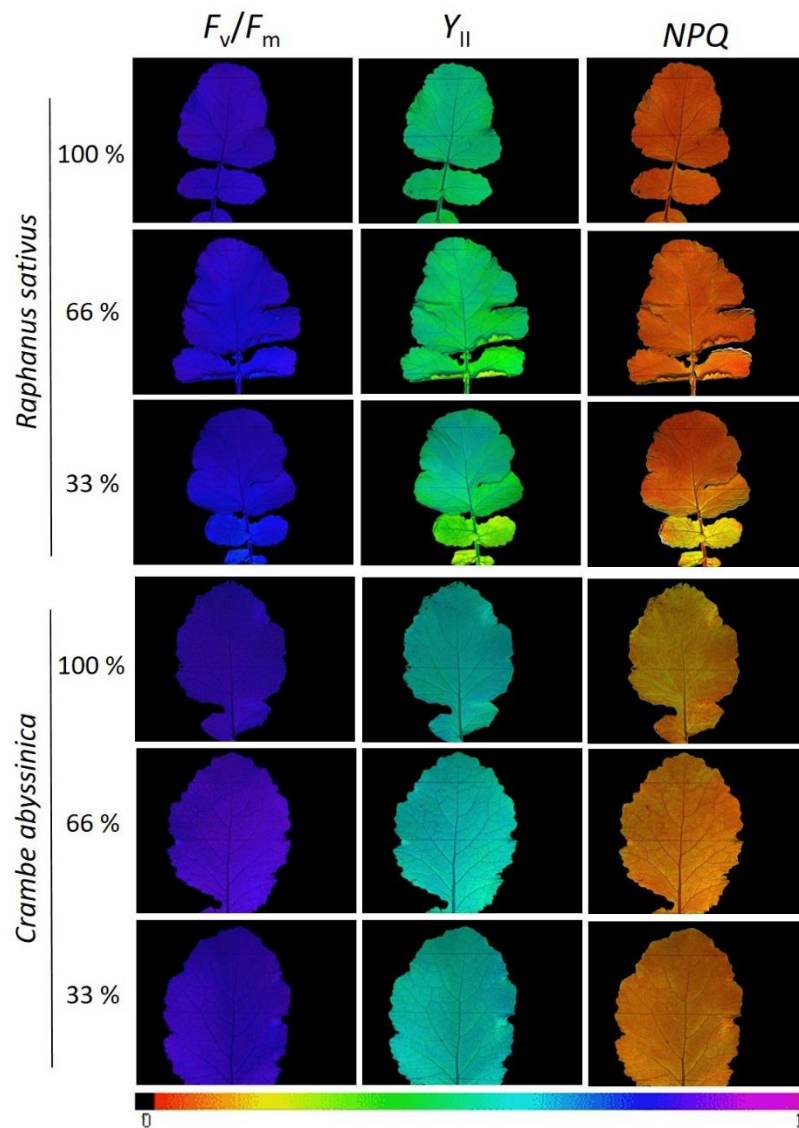 Fv/Fm YII NPQ
Raphanus sativus
100 %
66 %
33 %
Crambe abyssinica
100 %
66 %
33 %
0 1